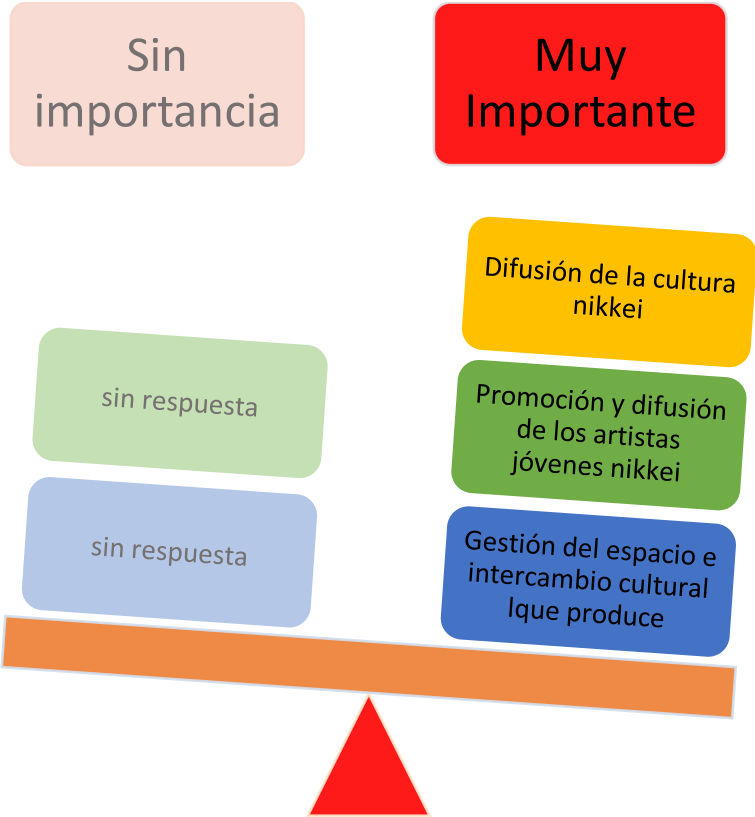 Sin
importancia
Muy
Importante
Difusión de la cultura
nikkei
sin respuesta
Promoción y difusión
de los artistas
jóvenes nikkei
sin respuesta
Gestión del espacio e
intercambio cultural
lque produce